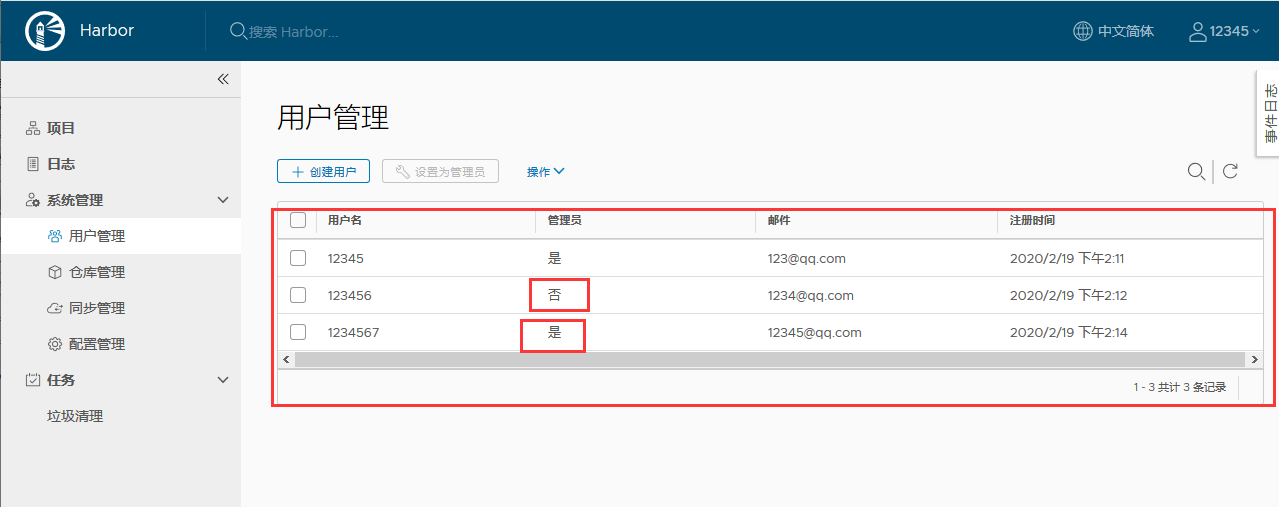 Harbor
搜索 Harbor...
中文简体
12345
事件日志
项目
日志
系统管理
用户管理
仓库管理
同步管理
配置管理
任务
垃圾清理
用户管理
创建用户 设置为管理员 操作
用户名 管理员 邮件 注册时间
12345 是 123@qq.com 2020/2/19 下午2:11
123456 否 1234@qq.com 2020/2/19 下午2:12
1234567 是 12345@qq.com 2020/2/19 下午2:14
1 - 3 共计 3 条记录